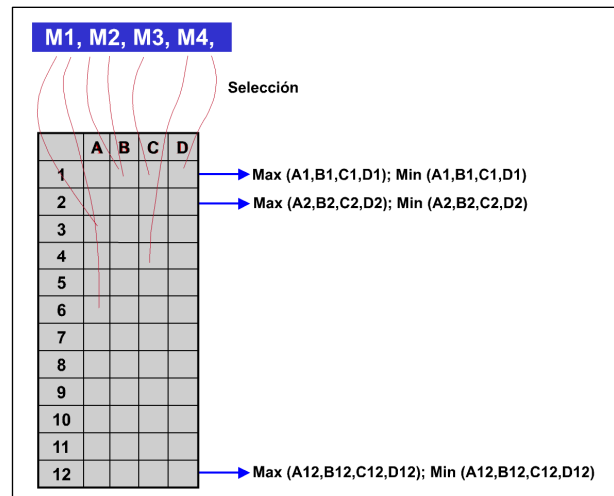 M1, M2, M3, M4,
Selección
A B C D
1 Max (A1,B1,C1,D1); Min (A1,B1,C1,D1)
2 Max (A2,B2,C2,D2); Min (A2,B2,C2,D2)
3
4
5
6
7
8
9
10
11
12 Max (A12,B12,C12,D12); Min (A12,B12,C12,D12)